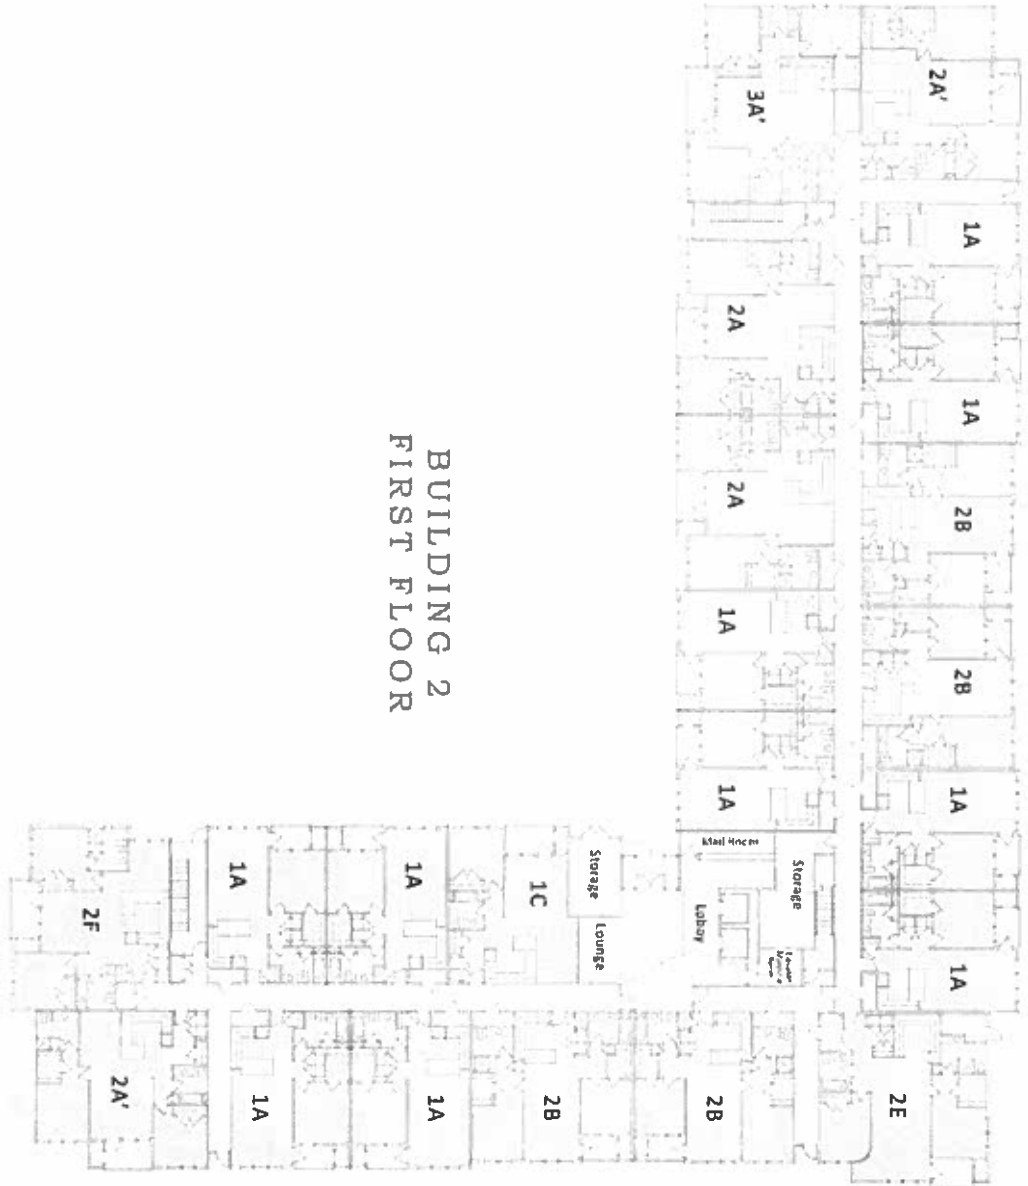 BUILDING 2
FIRST FLOOR
2A'
3A'
1A
2A
1A
2A
2B
1A
2B
1A
1A
1A
Mail Room
Storage
Lobby
Storage
Lounge
1C
1A
1A
2F
2E
2B
2B
1A
1A
2A'